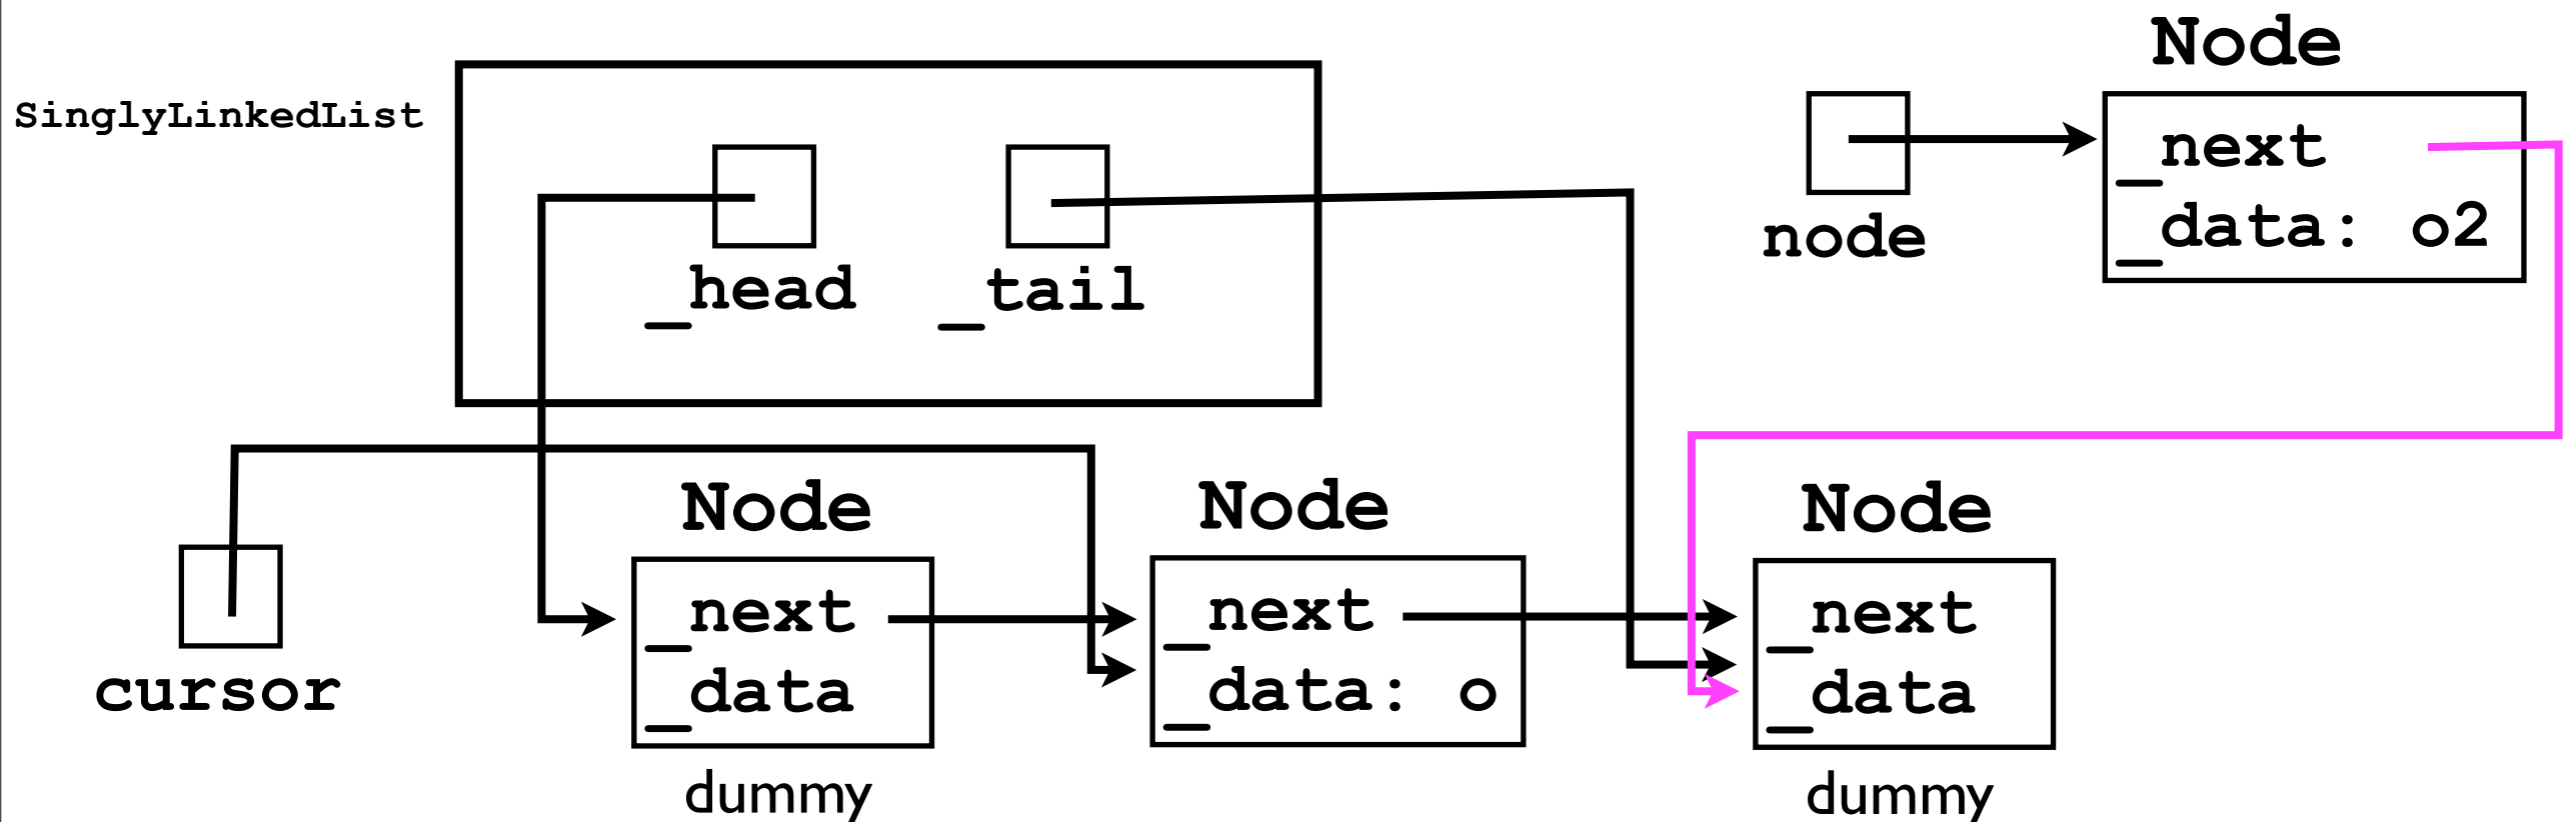 SinglyLinkedList
_head
_tail
node
Node
_next
_data: o2
cursor
Node
_next
_data
dummy
Node
_next
_data: o
Node
_next
_data
dummy